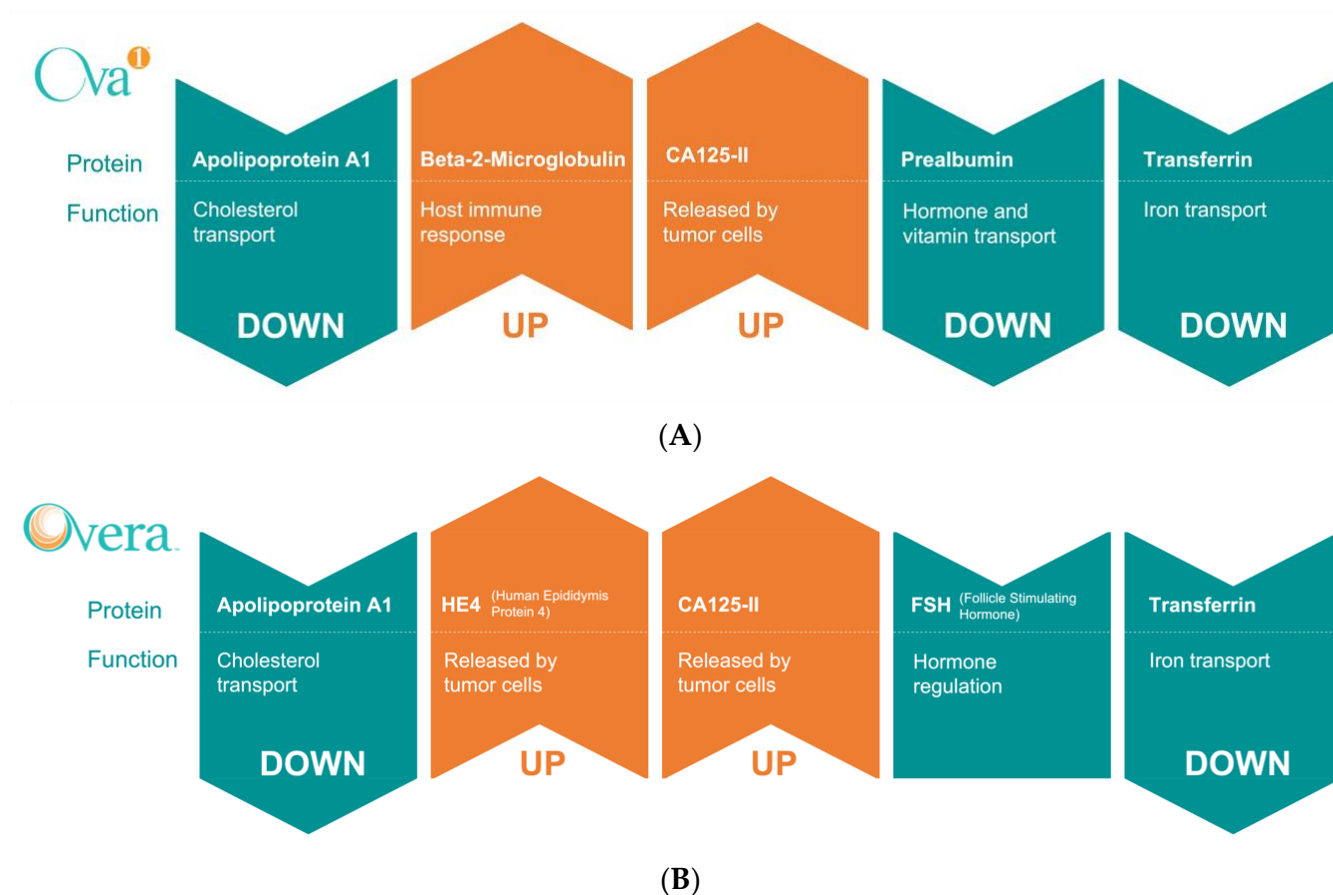 Ova1
Protein
Apolipoprotein A1
Beta-2-Microglobulin
CA125-II
Prealbumin
Transferrin
Function
Cholesterol
transport
Host immune
response
Released by
tumor cells
Hormone and
vitamin transport
Iron transport
DOWN
UP
UP
DOWN
DOWN
(A)
Overa™
Protein
Apolipoprotein A1
HE4 (Human Epididymis
Protein 4)
CA125-II
FSH (Follicle Stimulating
Hormone)
Transferrin
Function
Cholesterol
transport
Released by
tumor cells
Released by
tumor cells
Hormone
regulation
Iron transport
DOWN
UP
UP
DOWN
(B)